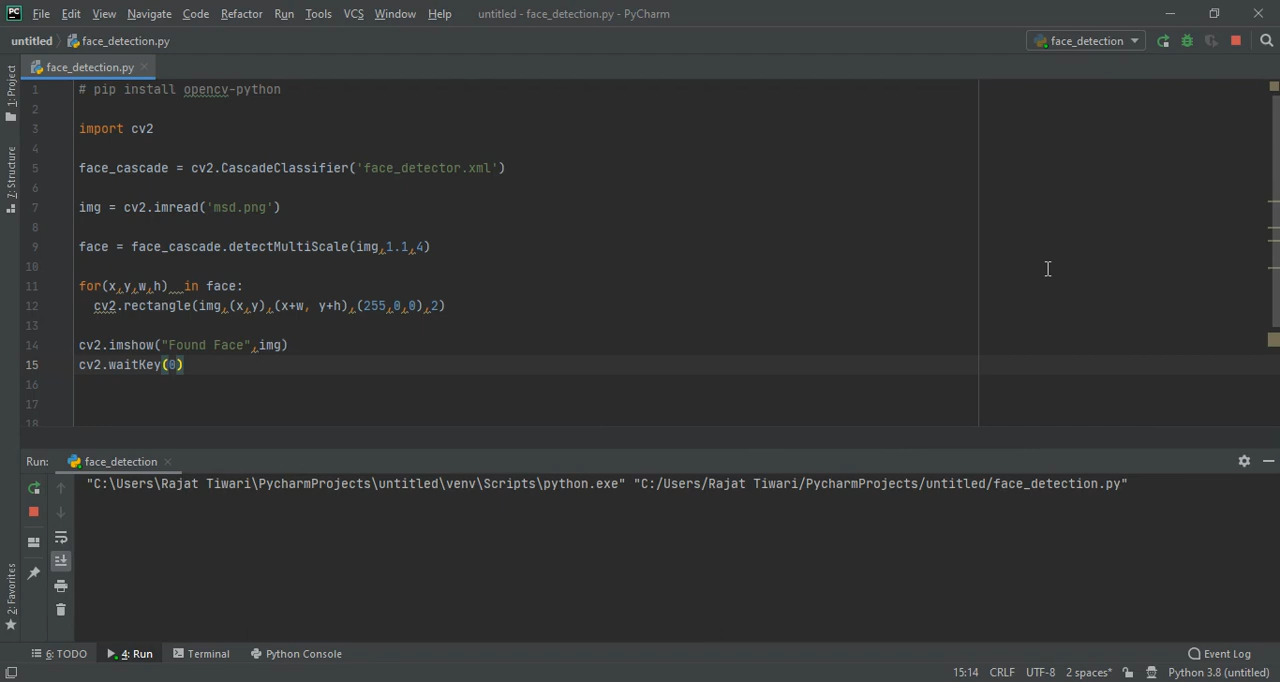 PC File Edit View Navigate Code Refactor Run Tools VCS Window Help untitled - face_detection.py - PyCharm
untitled face_detection.py face_detection
face_detection.py
1: Project
7: Structure
2: Favorites
1 # pip install opencv-python
2
3 import cv2
4
5 face_cascade = cv2.CascadeClassifier('face_detector.xml')
6
7 img = cv2.imread('msd.png')
8
9 face = face_cascade.detectMultiScale(img,1.1,4)
10
11 for(x,y,w,h)  in face:
12 cv2.rectangle(img,(x,y),(x+w, y+h),(255,0,0),2)
13
14 cv2.imshow("Found Face",img)
15 cv2.waitKey(0)
16
17
18
Run: face_detection
"C:\Users\Rajat Tiwari\PycharmProjects\untitled\venv\Scripts\python.exe" "C:/Users/Rajat Tiwari/PycharmProjects/untitled/face_detection.py"
6: TODO 4: Run Terminal Python Console Event Log
15:14 CRLF UTF-8 2 spaces* Python 3.8 (untitled)